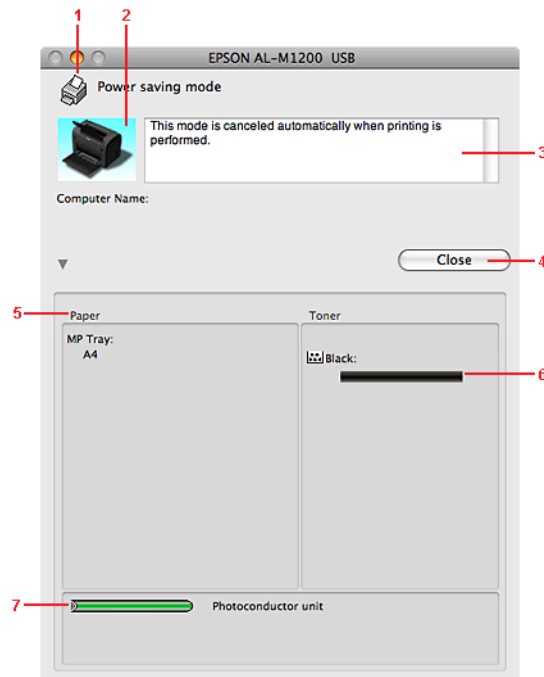 1 2
EPSON AL-M1200 USB
Power saving mode
This mode is canceled automatically when printing is
performed.
3
Computer Name:
Close
4
5
Paper
Toner
MP Tray:
A4
Black:
6
7
Photoconductor unit